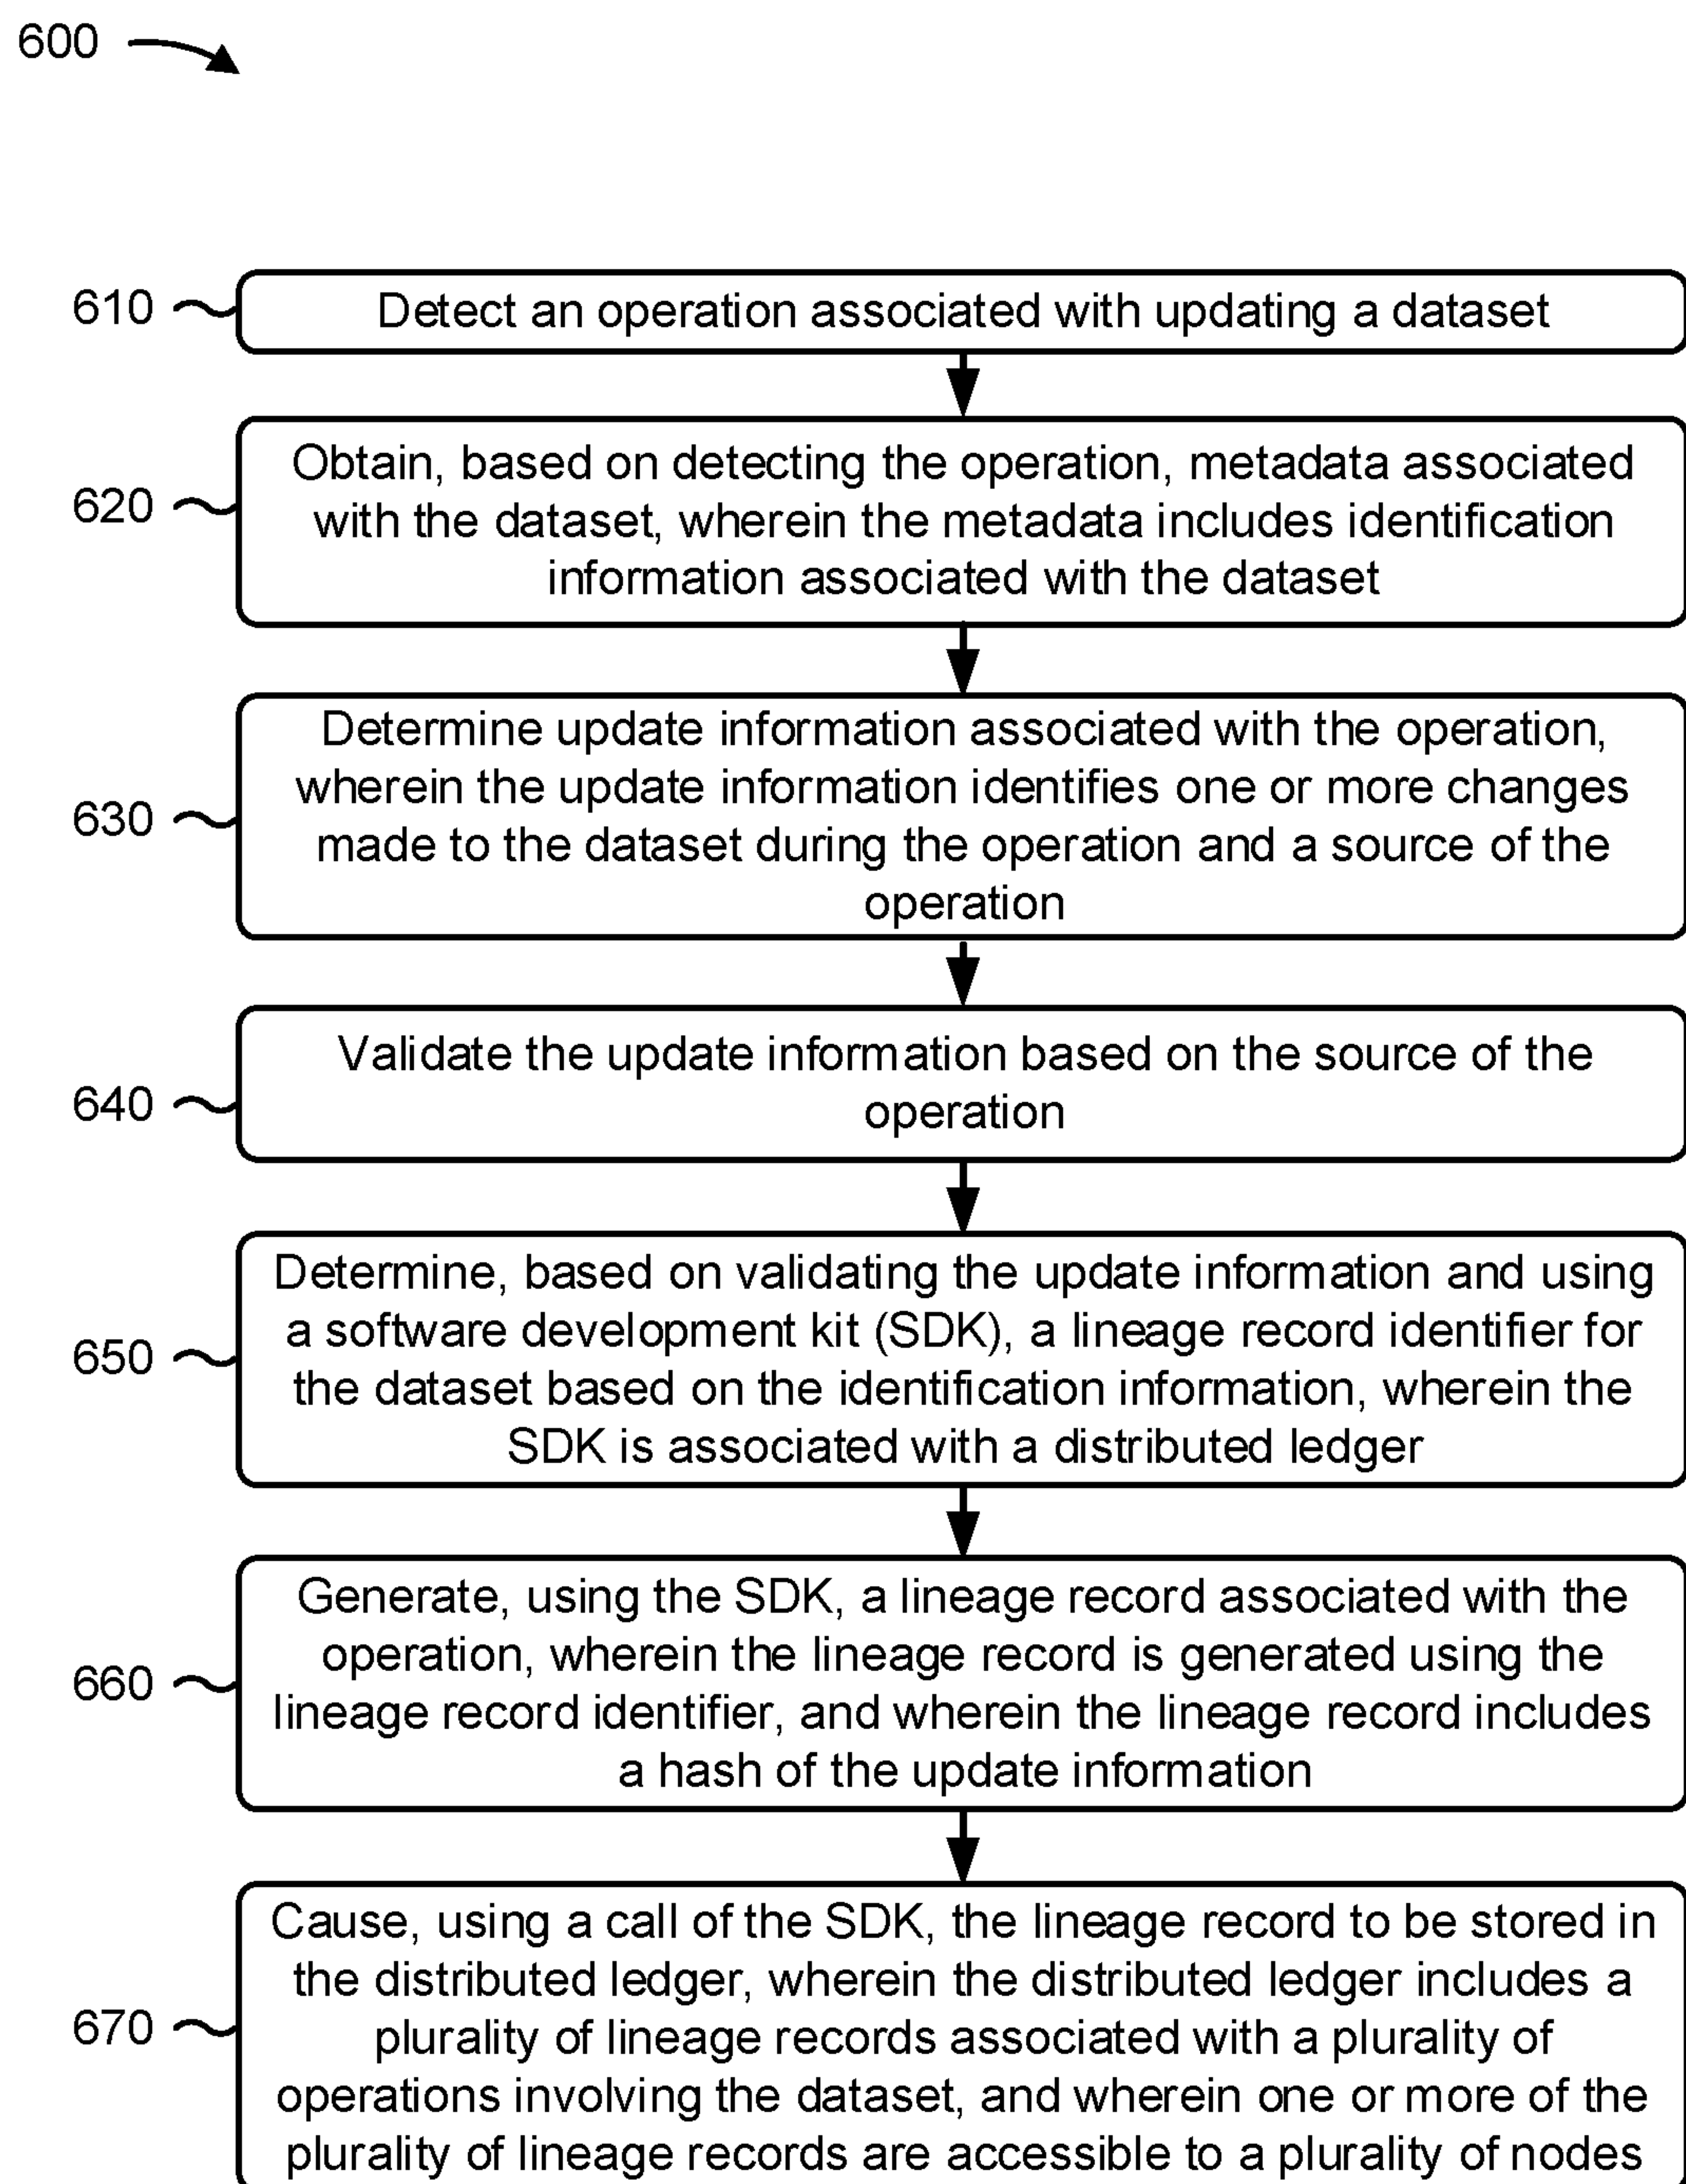 600
610
Detect an operation associated with updating a dataset
620
Obtain, based on detecting the operation, metadata associated
with the dataset, wherein the metadata includes identification
information associated with the dataset
630
Determine update information associated with the operation,
wherein the update information identifies one or more changes
made to the dataset during the operation and a source of the
operation
640
Validate the update information based on the source of the
operation
650
Determine, based on validating the update information and using
a software development kit (SDK), a lineage record identifier for
the dataset based on the identification information, wherein the
SDK is associated with a distributed ledger
660
Generate, using the SDK, a lineage record associated with the
operation, wherein the lineage record is generated using the
lineage record identifier, and wherein the lineage record includes
a hash of the update information
670
Cause, using a call of the SDK, the lineage record to be stored in
the distributed ledger, wherein the distributed ledger includes a
plurality of lineage records associated with a plurality of
operations involving the dataset, and wherein one or more of the
plurality of lineage records are accessible to a plurality of nodes